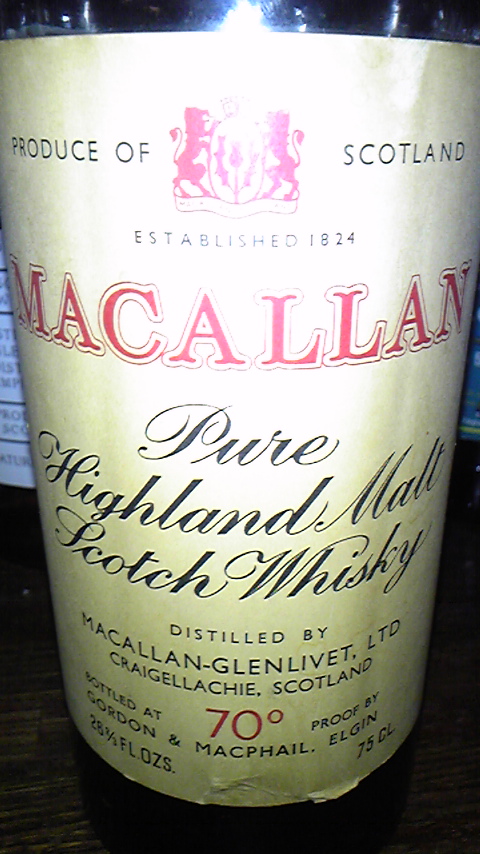 PRODUCE OF SCOTLAND
ESTABLISHED 1824
MACALLAN
Pure
Highland Malt
Scotch Whisky
DISTILLED BY
MACALLAN-GLENLIVET, LTD
CRAIGELLACHIE, SCOTLAND
BOTTLED AT 70º PROOF BY
GORDON & MACPHAIL. ELGIN
26⅔ FL.OZS. 75 CL.